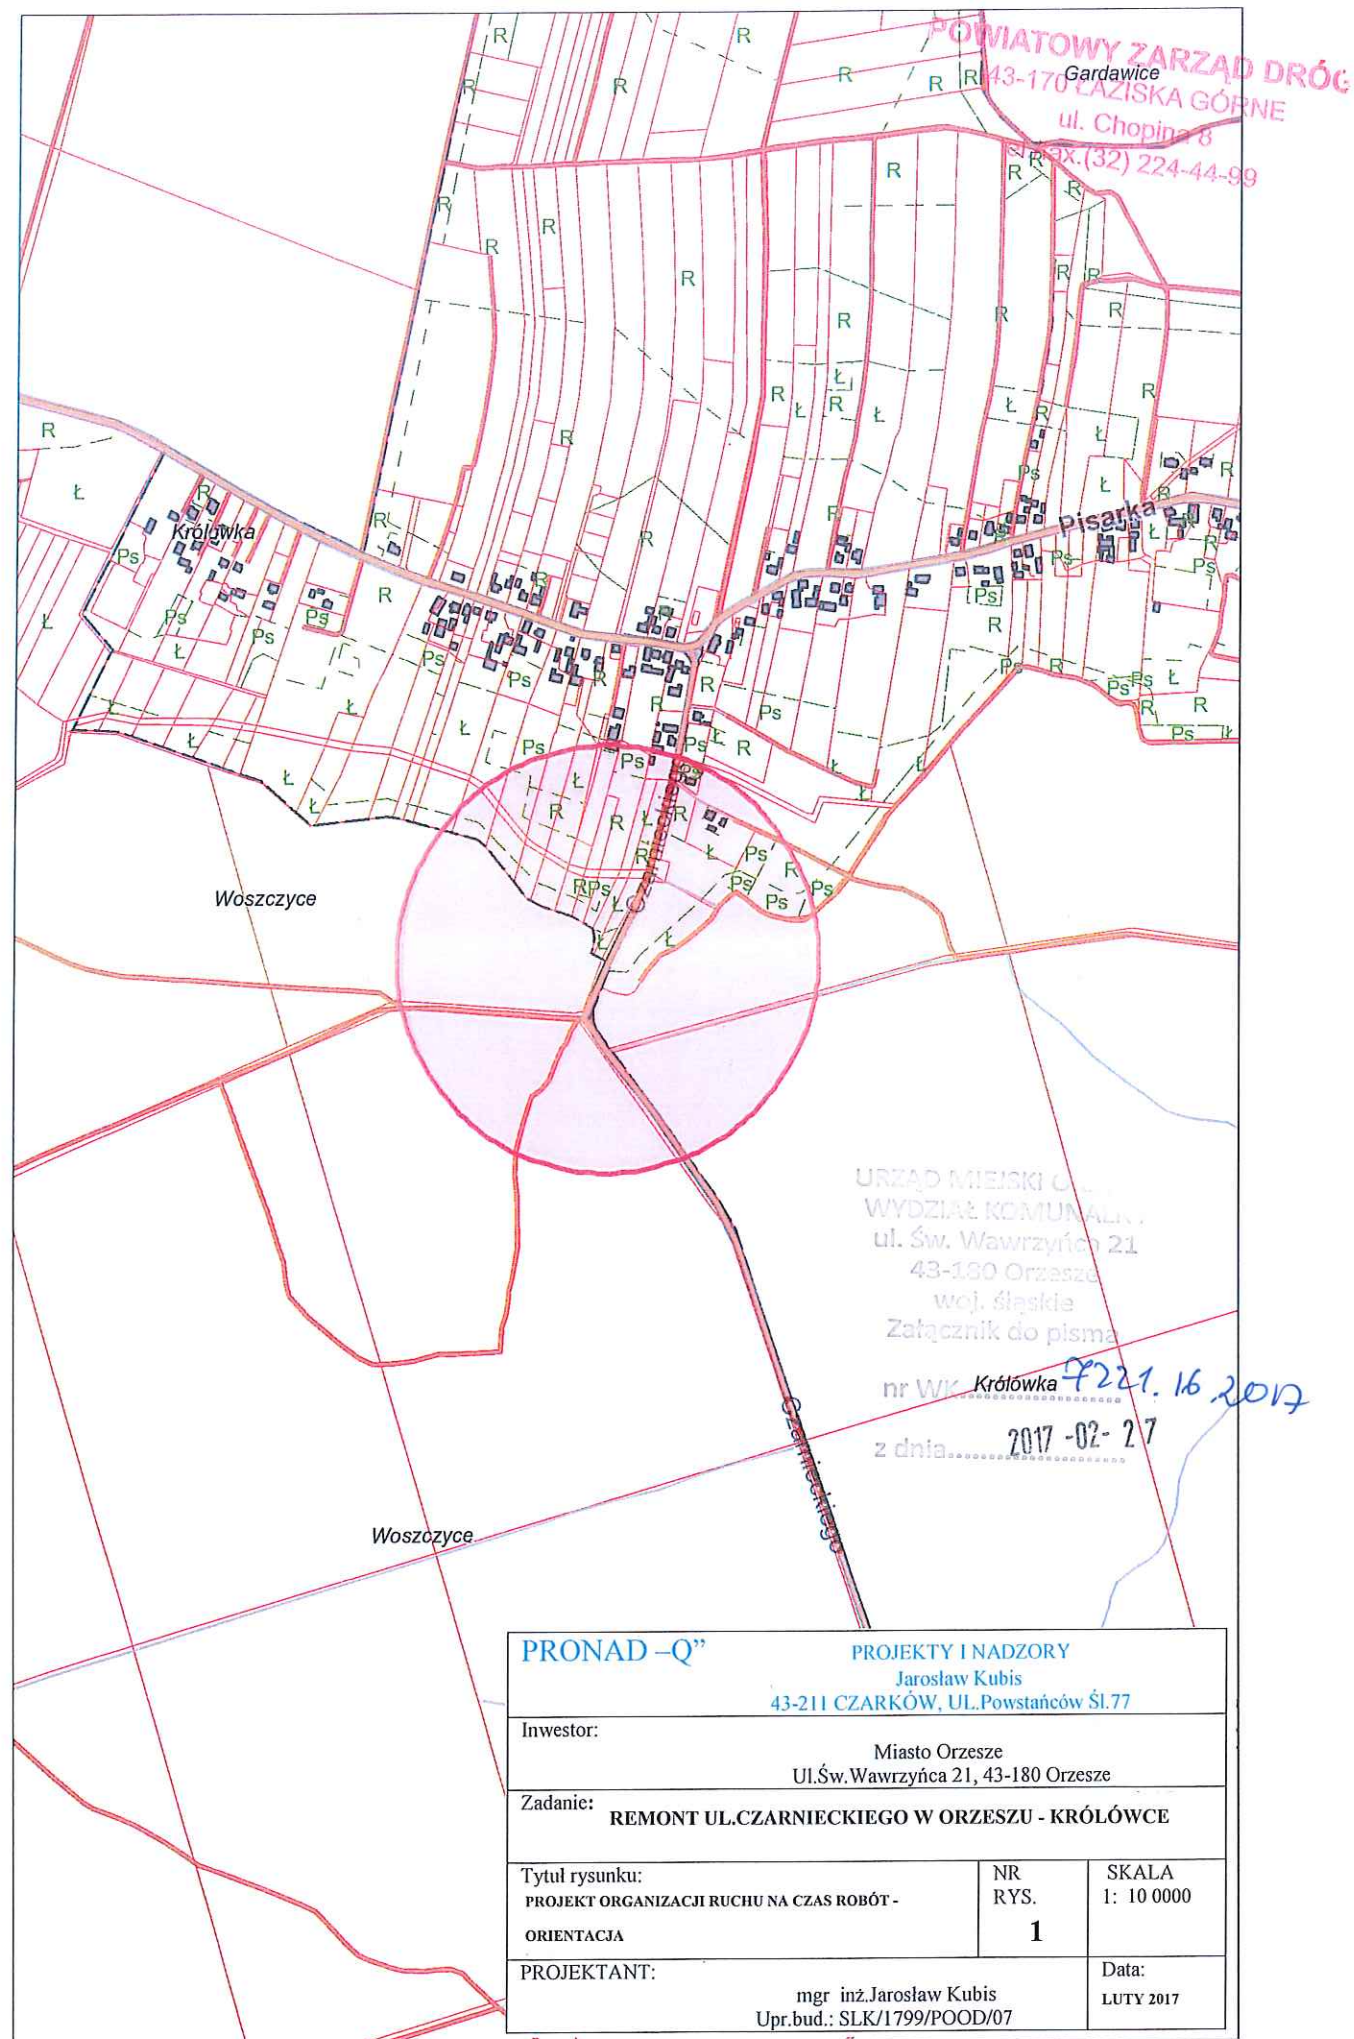 POWIATOWY ZARZĄD DRÓG
43-170 ŁAZISKA GÓRNE
ul. Chopina 8
tel/fax.(32) 224-44-99
Gardawice
Królówka
Pisarka
Czarnieckiego
Woszczyce
URZĄD MIEJSKI
WYDZIAŁ
ul. Św. Wawrzyńca 21
43-180 Orzesze
woj. śląskie
Załącznik do pisma
nr WK Królówka 7221.16.2017
z dnia 2017-02-27
Czarnieckiego
Woszczyce
PRONAD –Q” PROJEKTY I NADZORY
Jarosław Kubis
43-211 CZARKÓW, UL.Powstańców Śl.77
Inwestor:
Miasto Orzesze
Ul.Św.Wawrzyńca 21, 43-180 Orzesze
Zadanie: REMONT UL.CZARNIECKIEGO W ORZESZU - KRÓLÓWCE
Tytuł rysunku:
PROJEKT ORGANIZACJI RUCHU NA CZAS ROBÓT -
ORIENTACJA
NR
RYS.
1
SKALA
1: 10 0000
PROJEKTANT:
mgr inż.Jarosław Kubis
Upr.bud.: SLK/1799/POOD/07
Data:
LUTY 2017